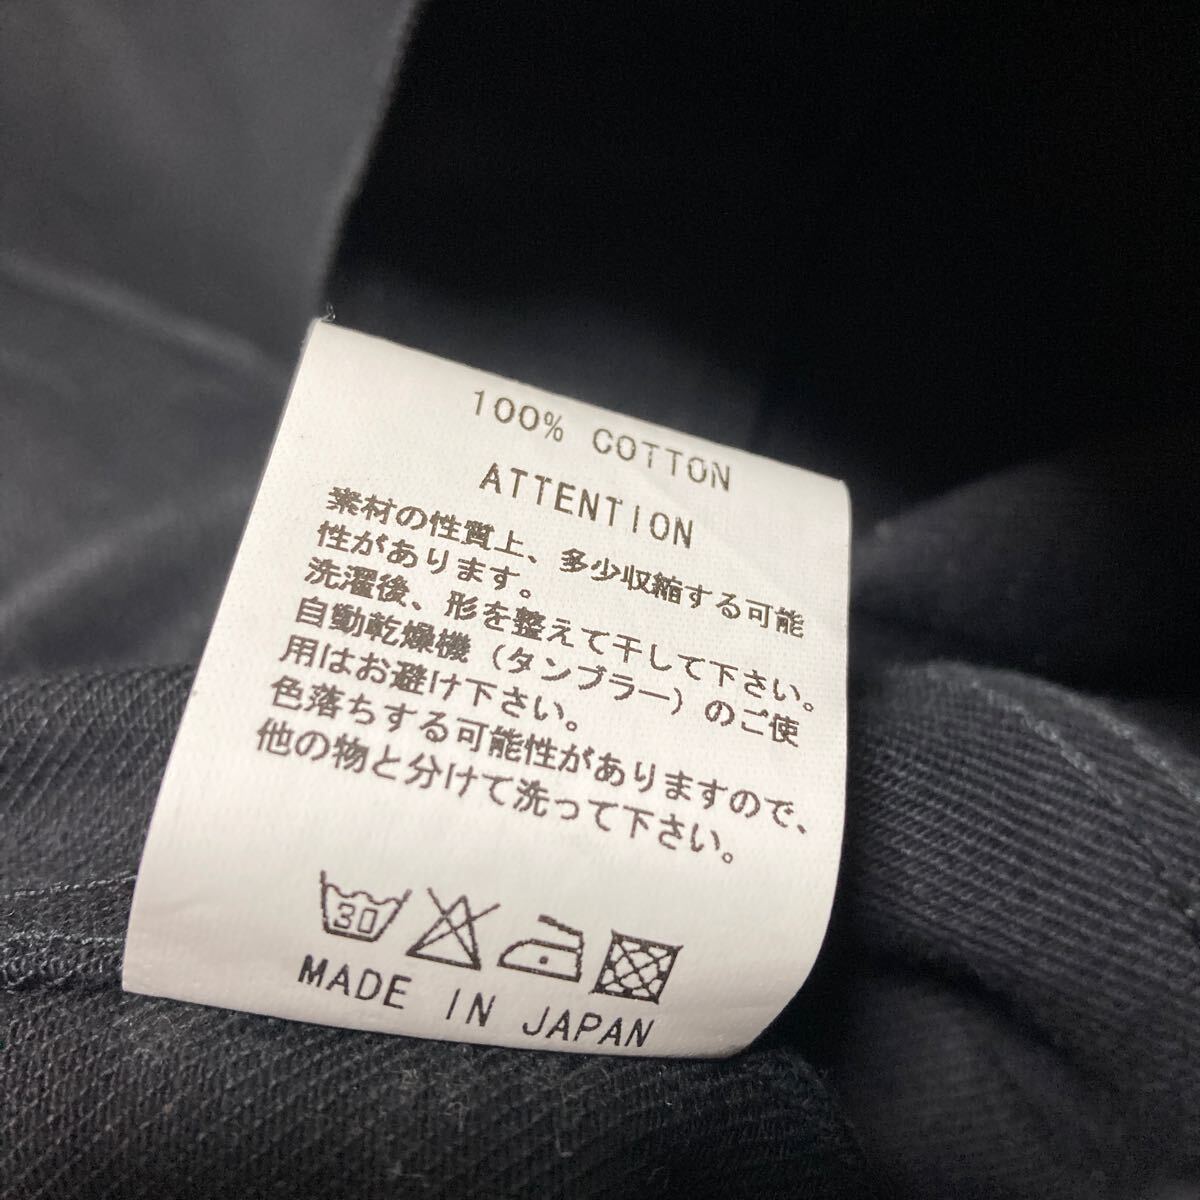 100% COTTON
ATTENTION
素材の性質上、多少収縮する可能
性があります。
洗濯後、形を整えて干して下さい。
自動乾燥機(タンブラー)のご使
用はお避け下さい。
色落ちする可能性がありますので、
他の物と分けて洗って下さい。
30
MADE IN JAPAN